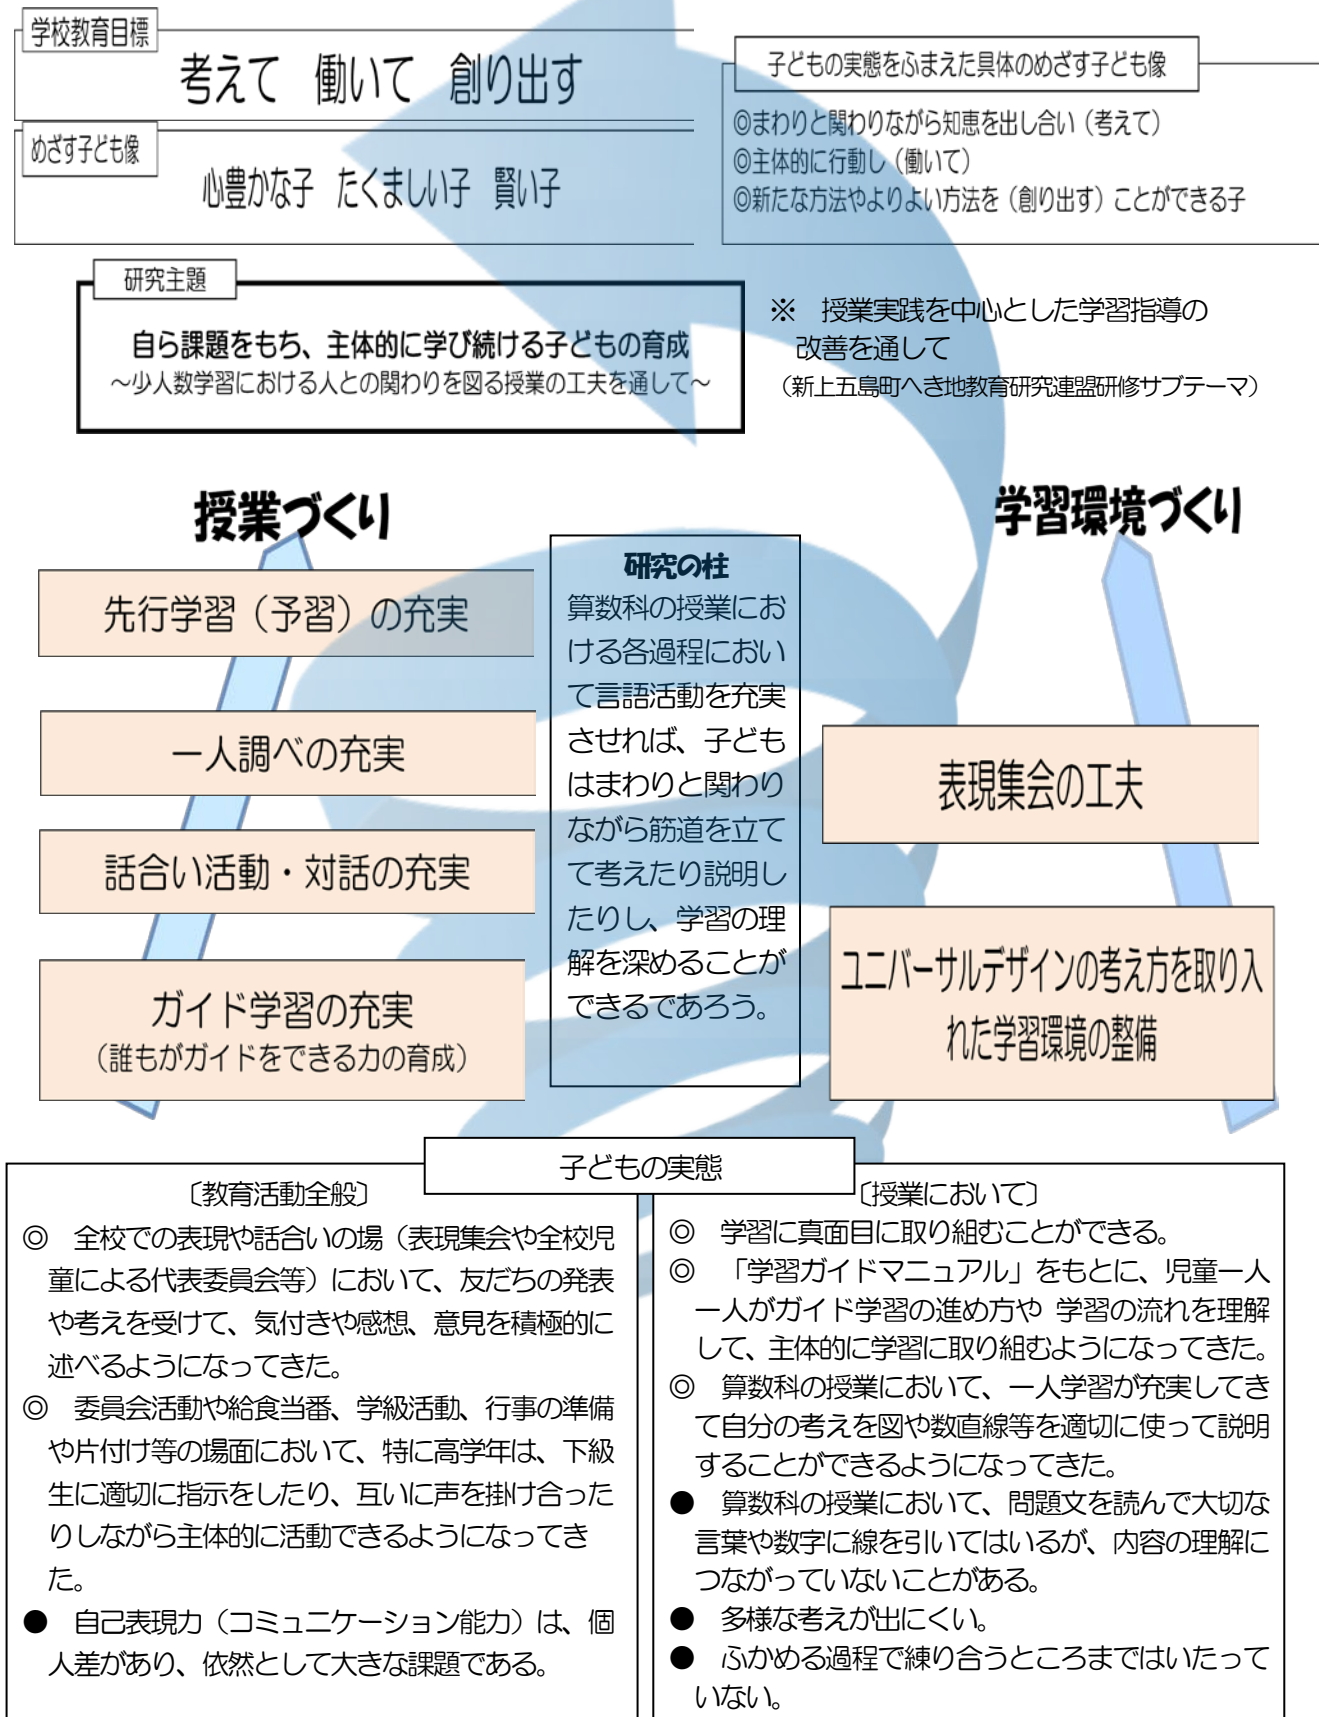 学校教育目標
考えて　働いて　創り出す
めざす子ども像
心豊かな子　たくましい子　賢い子
子どもの実態をふまえた具体のめざす子ども像
◎まわりと関わりながら知恵を出し合い（考えて）
◎主体的に行動し（働いて）
◎新たな方法やよりよい方法を（創り出す）ことができる子
研究主題
自ら課題をもち、主体的に学び続ける子どもの育成
～少人数学習における人との関わりを図る授業の工夫を通して～
※　授業実践を中心とした学習指導の
改善を通して
（新上五島町へき地教育研究連盟研修サブテーマ）
授業づくり
先行学習（予習）の充実
一人調べの充実
話合い活動・対話の充実
ガイド学習の充実
（誰もがガイドをできる力の育成）
研究の柱
算数科の授業にお
ける各過程におい
て言語活動を充実
させれば、子ども
はまわりと関わり
ながら筋道を立て
て考えたり説明し
たりし、学習の理
解を深めることが
できるであろう。
学習環境づくり
表現集会の工夫
ユニバーサルデザインの考え方を取り入
れた学習環境の整備
子どもの実態
〔教育活動全般〕
◎　全校での表現や話合いの場（表現集会や全校児
童による代表委員会等）において、友だちの発表
や考えを受けて、気付きや感想、意見を積極的に
述べるようになってきた。
◎　委員会活動や給食当番、学級活動、行事の準備
や片付け等の場面において、特に高学年は、下級
生に適切に指示をしたり、互いに声を掛け合った
りしながら主体的に活動できるようになってき
た。
●　自己表現力（コミュニケーション能力）は、個
人差があり、依然として大きな課題である。
〔授業において〕
◎　学習に真面目に取り組むことができる。
◎　「学習ガイドマニュアル」をもとに、児童一人
一人がガイド学習の進め方や 学習の流れを理解
して、主体的に学習に取り組むようになってきた。
◎　算数科の授業において、一人学習が充実してき
て自分の考えを図や数直線等を適切に使って説明
することができるようになってきた。
●　算数科の授業において、問題文を読んで大切な
言葉や数字に線を引いてはいるが、内容の理解に
つながっていないことがある。
●　多様な考えが出にくい。
●　ふかめる過程で練り合うところまではいたって
いない。